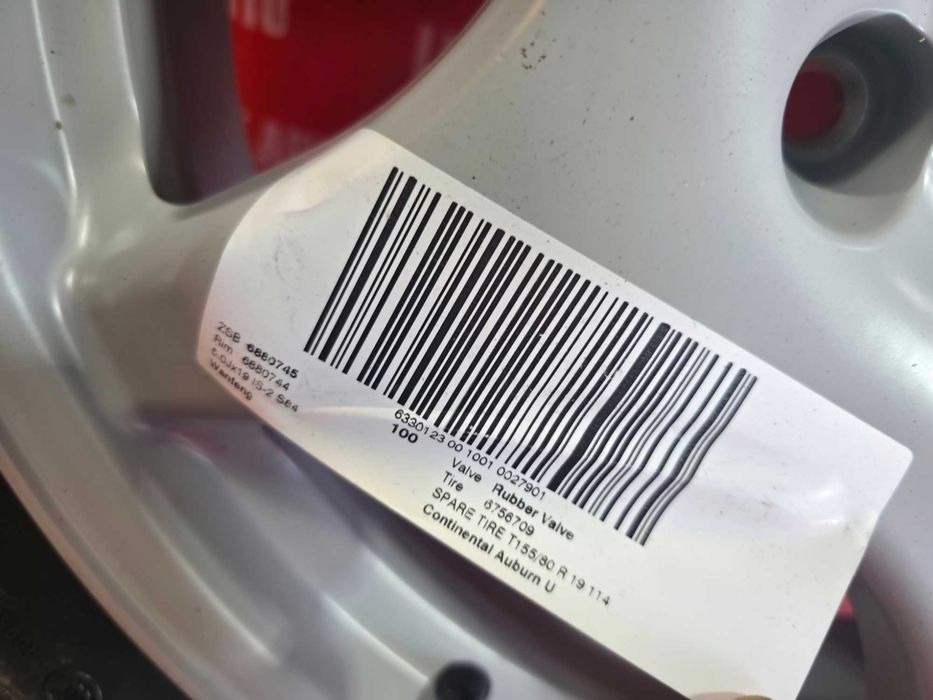 ZSB 6880745
Rim 6880744
5.0Jx19 IS-2 S84
Wanfeng
6330123 00 1001 0027901
100
Valve Rubber Valve
Tire 6756709
SPARE TIRE T155/80 R 19 114
Continental Auburn U